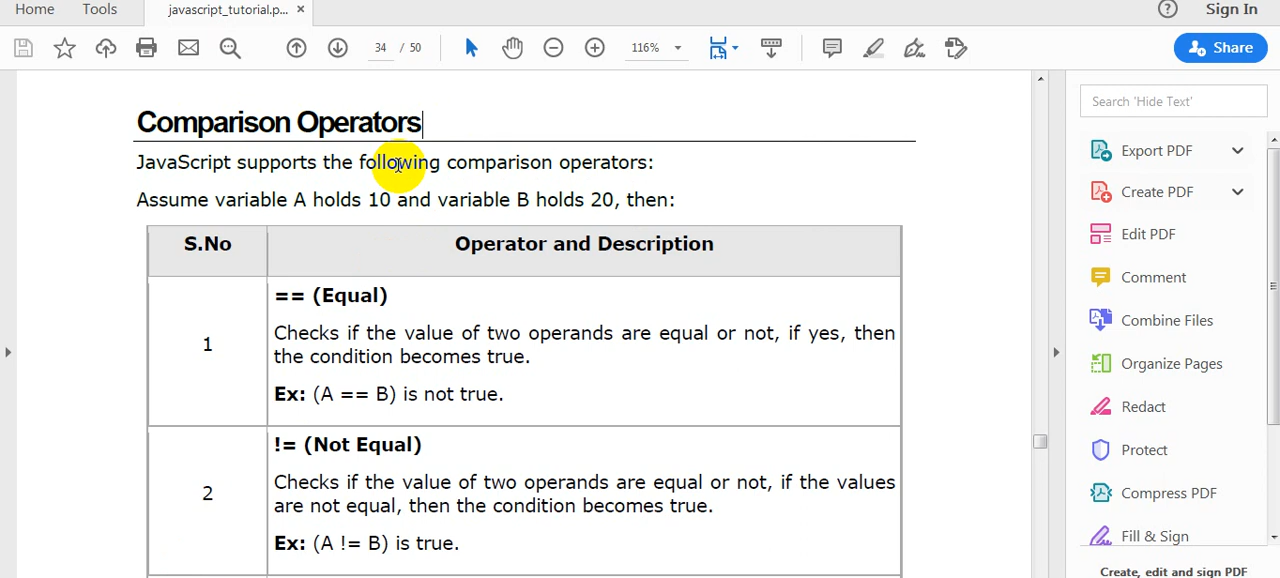 Home Tools javascript_tutorial.p... × ? Sign In
34 / 50 116% Share
Comparison Operators
JavaScript supports the following comparison operators:
Assume variable A holds 10 and variable B holds 20, then:
S.No Operator and Description
1
== (Equal)
Checks if the value of two operands are equal or not, if yes, then
the condition becomes true.
Ex: (A == B) is not true.
2
!= (Not Equal)
Checks if the value of two operands are equal or not, if the values
are not equal, then the condition becomes true.
Ex: (A != B) is true.
Search 'Hide Text'
Export PDF
Create PDF
Edit PDF
Comment
Combine Files
Organize Pages
Redact
Protect
Compress PDF
Fill & Sign
Create, edit and sign PDF